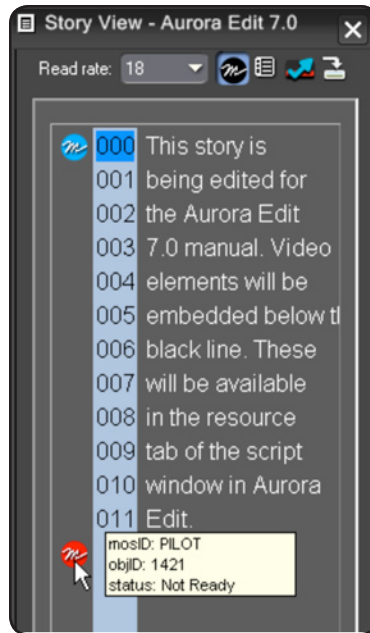 Story View - Aurora Edit 7.0
Read rate: 18
000 This story is
001 being edited for
002 the Aurora Edit
003 7.0 manual. Video
004 elements will be
005 embedded below
006 black line. These
007 will be available
008 in the resource
009 tab of the script
010 window in Aurora
011 Edit.
mosID: PILOT
objID: 1421
status: Not Ready